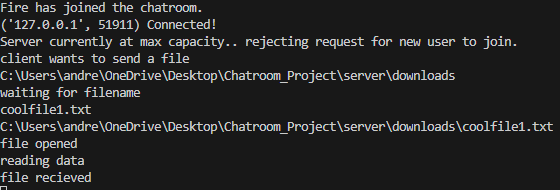 Fire has joined the chatroom.
('127.0.0.1', 51911) Connected!
Server currently at max capacity.. rejecting request for new user to join.
client wants to send a file
C:\Users\andre\OneDrive\Desktop\Chatroom_Project\server\downloads
waiting for filename
coolfile1.txt
C:\Users\andre\OneDrive\Desktop\Chatroom_Project\server\downloads\coolfile1.txt
file opened
reading data
file recieved